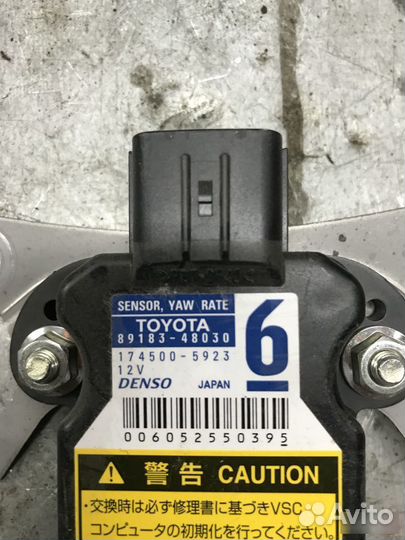 SENSOR, YAW RATE
TOYOTA
89183-48030
6
174500-5923
12V
DENSO JAPAN
006052550395
警告 CAUTION
・交換時は必ず修理書に基づきVSC
コンピュータの初期化を行ってください。
Avito